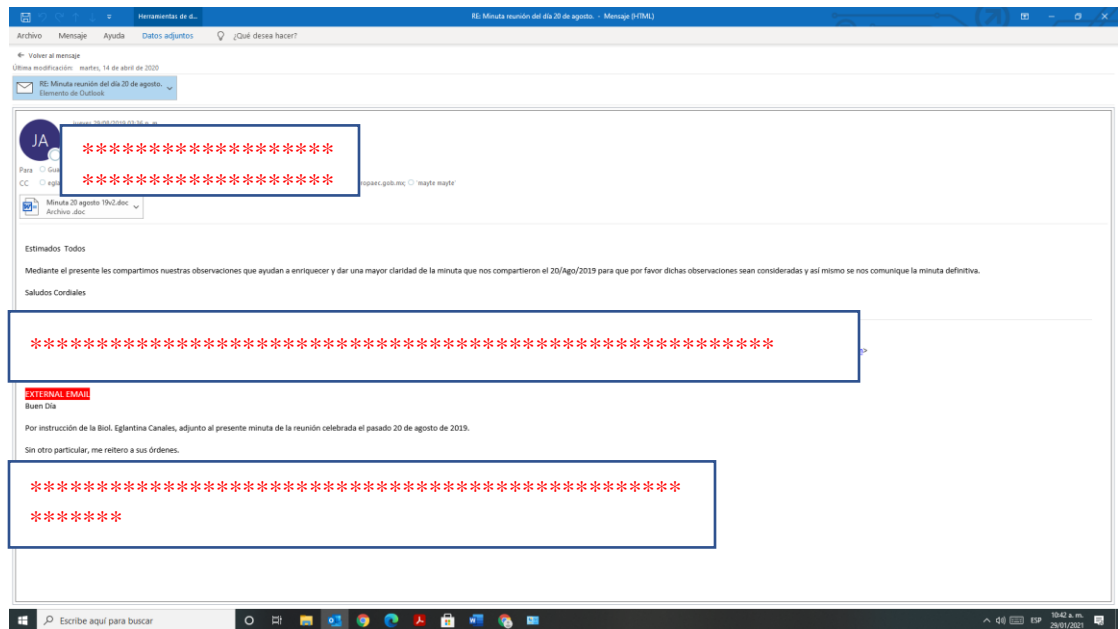 Herramientas de d...
RE: Minuta reunión del día 20 de agosto. - Mensaje (HTML)
Archivo Mensaje Ayuda Datos adjuntos ¿Qué desea hacer?
Volver al mensaje
Última modificación: martes, 14 de abril de 2020
RE: Minuta reunión del día 20 de agosto.
Elemento de Outlook
JA
*******************
*******************
Para
CC ropaec.gob.mx; 'mayte mayte'
Minuta 20 agosto 19v2.doc
Archivo .doc
Estimados Todos
Mediante el presente les compartimos nuestras observaciones que ayudan a enriquecer y dar una mayor claridad de la minuta que nos compartieron el 20/Ago/2019 para que por favor dichas observaciones sean consideradas y así mismo se nos comunique la minuta definitiva.
Saludos Cordiales
********************************************************
EXTERNAL EMAIL
Buen Día
Por instrucción de la Biol. Eglantina Canales, adjunto al presente minuta de la reunión celebrada el pasado 20 de agosto de 2019.
Sin otro particular, me reitero a sus órdenes.
*************************************************
*******
Escribe aquí para buscar
ESP
10:42 a. m.
29/01/2021